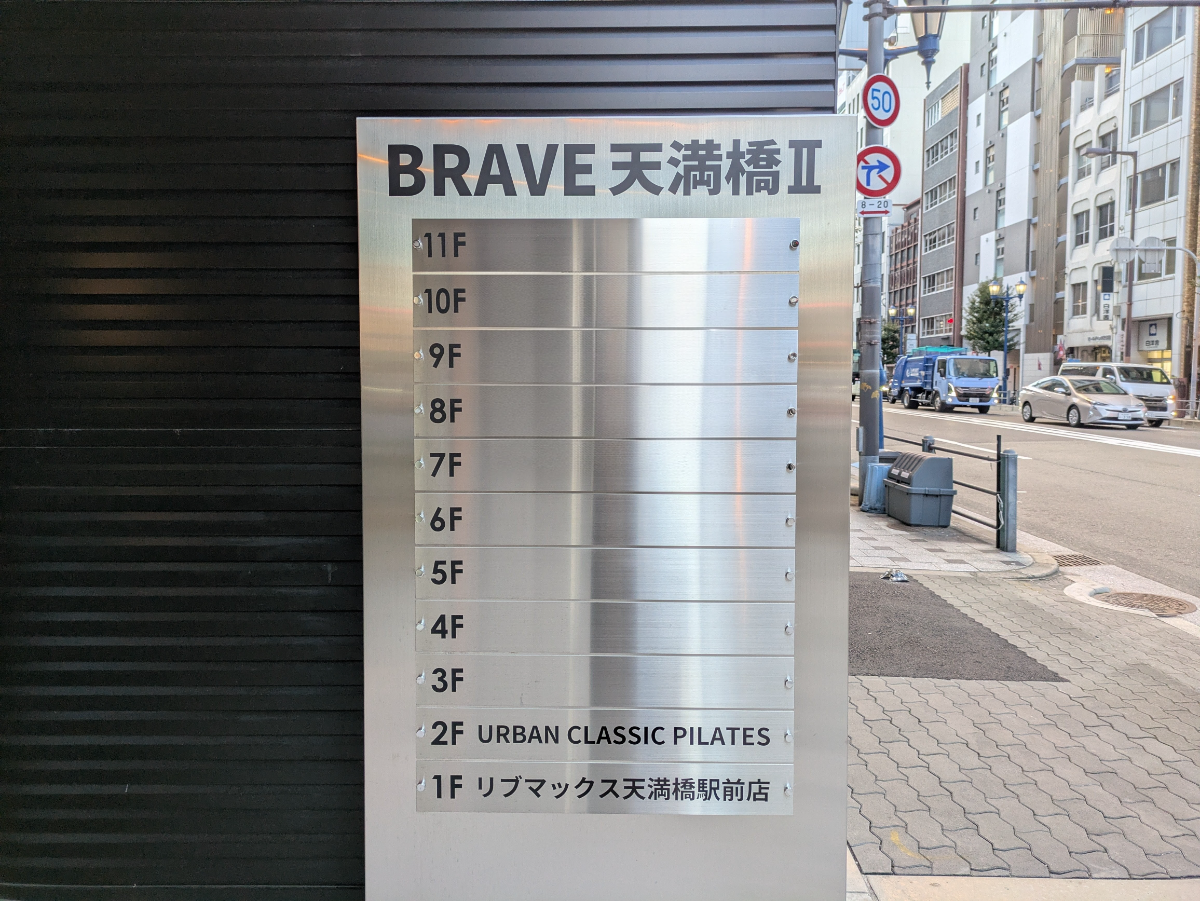 BRAVE 天満橋Ⅱ
11F
10F
9F
8F
7F
6F
5F
4F
3F
2F URBAN CLASSIC PILATES
1F リブマックス天満橋駅前店
50
8-20